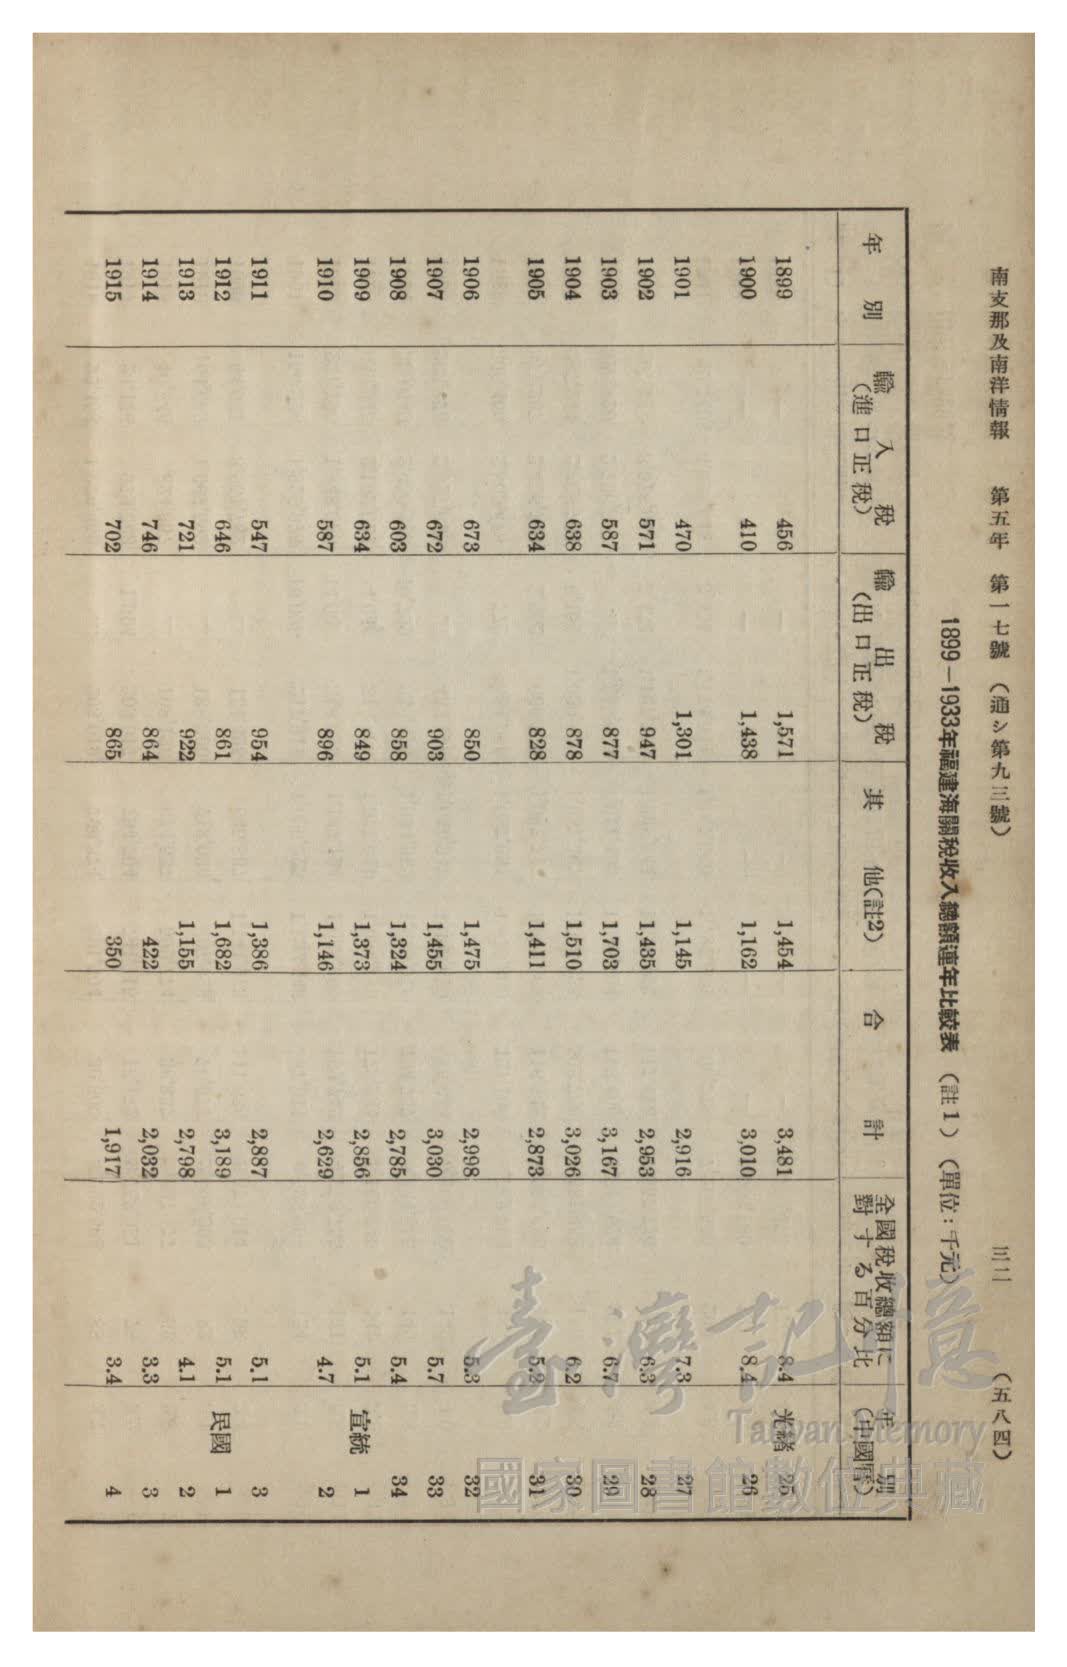 南支那及南洋情報 第五年 第一七號 (通シ第九三號) 三二 (五八四)
1899－1933年福建海關稅收入總額連年比較表 (註1) (單位：千元)
年別 輸入稅(進口正稅) 輸出稅(出口正稅) 其他(註2) 合計 全國稅收總額に對する百分比 年別(中國曆)
1899 456 1,571 1,454 3,481 8.4 光緒 25
1900 410 1,438 1,162 3,010 8.4 26
1901 470 1,301 1,145 2,916 7.3 27
1902 571 947 1,435 2,953 6.3 28
1903 587 877 1,703 3,167 6.7 29
1904 638 878 1,510 3,026 6.2 30
1905 634 828 1,411 2,873 5.2 31
1906 673 850 1,475 2,998 5.3 32
1907 672 903 1,455 3,030 5.7 33
1908 603 858 1,324 2,785 5.4 34
1909 634 849 1,373 2,856 5.1 宣統 1
1910 587 896 1,146 2,629 4.7 2
1911 547 954 1,386 2,887 5.1 3
1912 646 861 1,682 3,189 5.1 民國 1
1913 721 922 1,155 2,798 4.1 2
1914 746 864 422 2,032 3.3 3
1915 702 865 350 1,917 3.4 4
臺灣記憶
Taiwan Memory
國家圖書館數位典藏